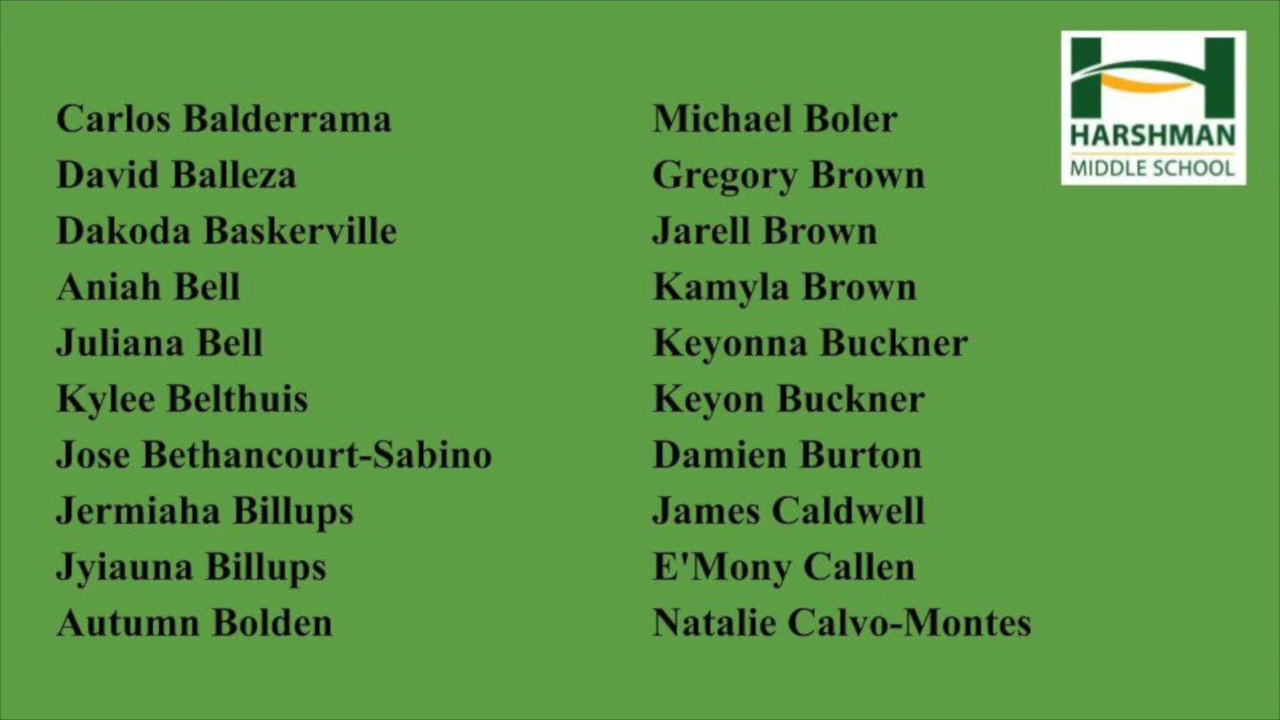 Carlos Balderrama
David Balleza
Dakoda Baskerville
Aniah Bell
Juliana Bell
Kylee Belthuis
Jose Bethancourt-Sabino
Jermiaha Billups
Jyiauna Billups
Autumn Bolden
Michael Boler
Gregory Brown
Jarell Brown
Kamyla Brown
Keyonna Buckner
Keyon Buckner
Damien Burton
James Caldwell
E'Mony Callen
Natalie Calvo-Montes
HARSHMAN
MIDDLE SCHOOL